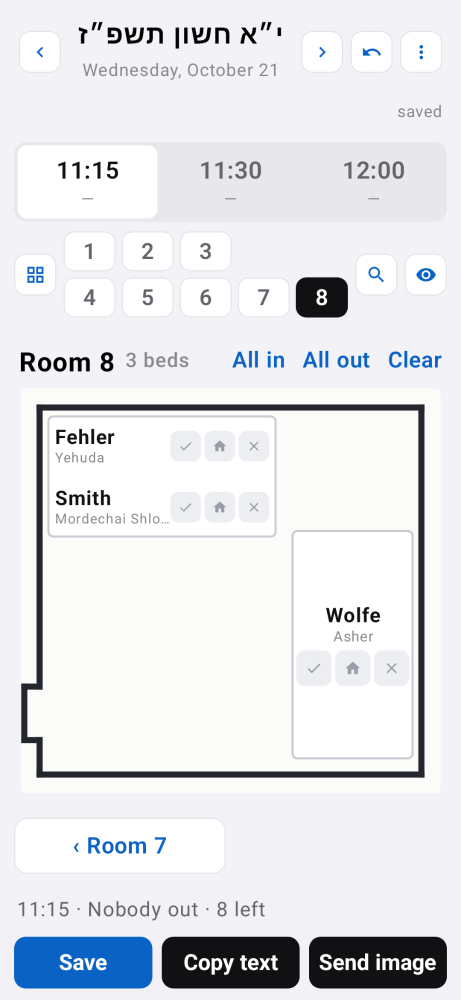 י״א חשון תשפ״ז
Wednesday, October 21
saved
11:15 11:30 12:00
– – –
1 2 3
4 5 6 7 8
Room 8 3 beds All in All out Clear
Fehler
Yehuda
Smith
Mordechai Shlo…
Wolfe
Asher
‹ Room 7
11:15 · Nobody out · 8 left
Save Copy text Send image